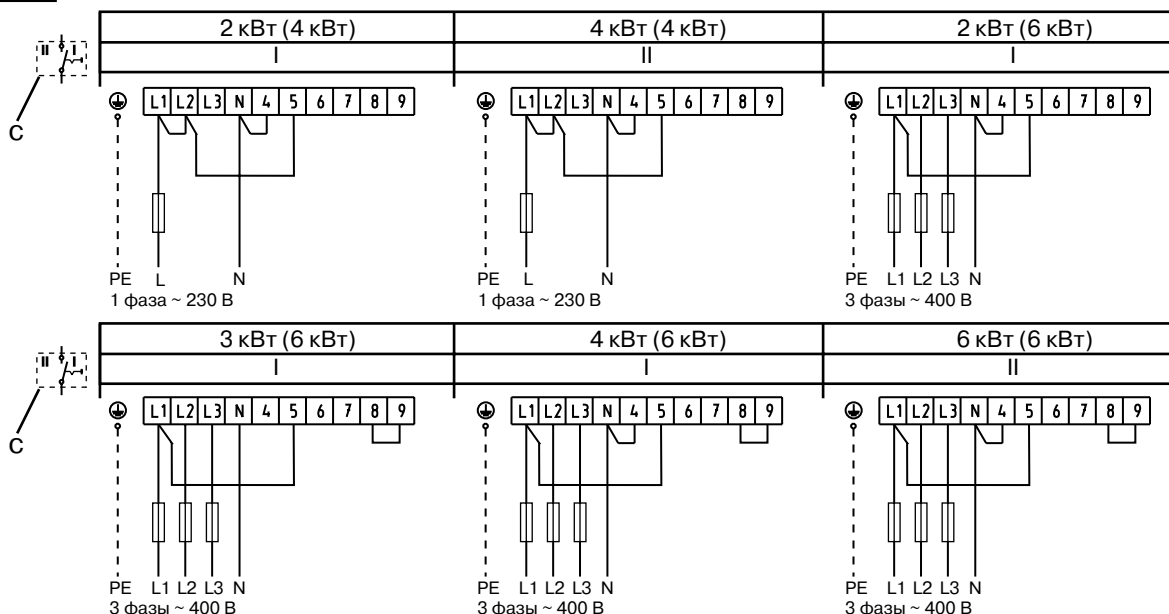 2 кВт (4 кВт) 4 кВт (4 кВт) 2 кВт (6 кВт)
II I I II I
C
L1 L2 L3 N 4 5 6 7 8 9 L1 L2 L3 N 4 5 6 7 8 9 L1 L2 L3 N 4 5 6 7 8 9
PE L N PE L N PE L1 L2 L3 N
1 фаза ~ 230 В 1 фаза ~ 230 В 3 фазы ~ 400 В
3 кВт (6 кВт) 4 кВт (6 кВт) 6 кВт (6 кВт)
II I I I II
C
L1 L2 L3 N 4 5 6 7 8 9 L1 L2 L3 N 4 5 6 7 8 9 L1 L2 L3 N 4 5 6 7 8 9
PE L1 L2 L3 N PE L1 L2 L3 N PE L1 L2 L3 N
3 фазы ~ 400 В 3 фазы ~ 400 В 3 фазы ~ 400 В